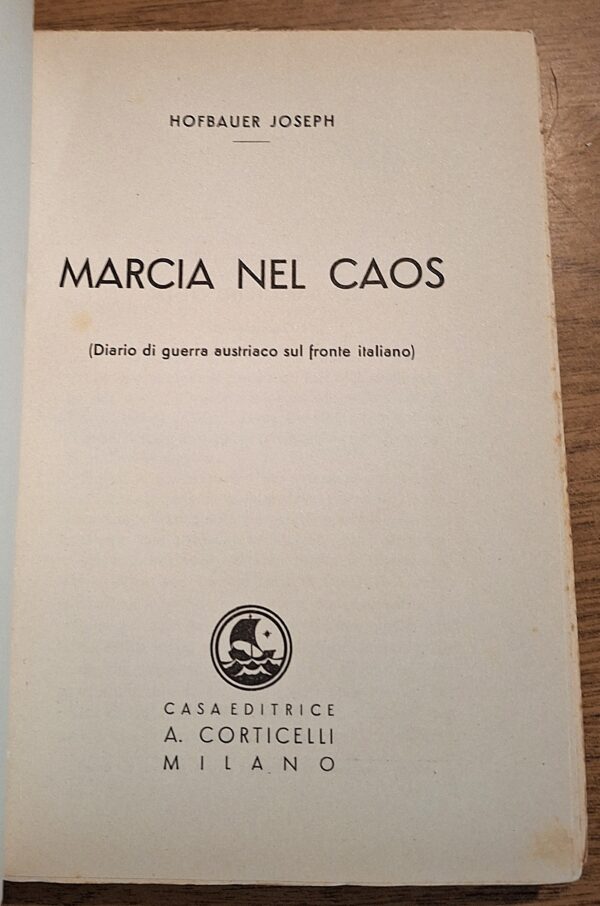 HOFBAUER JOSEPH
MARCIA NEL CAOS
(Diario di guerra austriaco sul fronte italiano)
CASA EDITRICE
A. CORTICELLI
MILANO